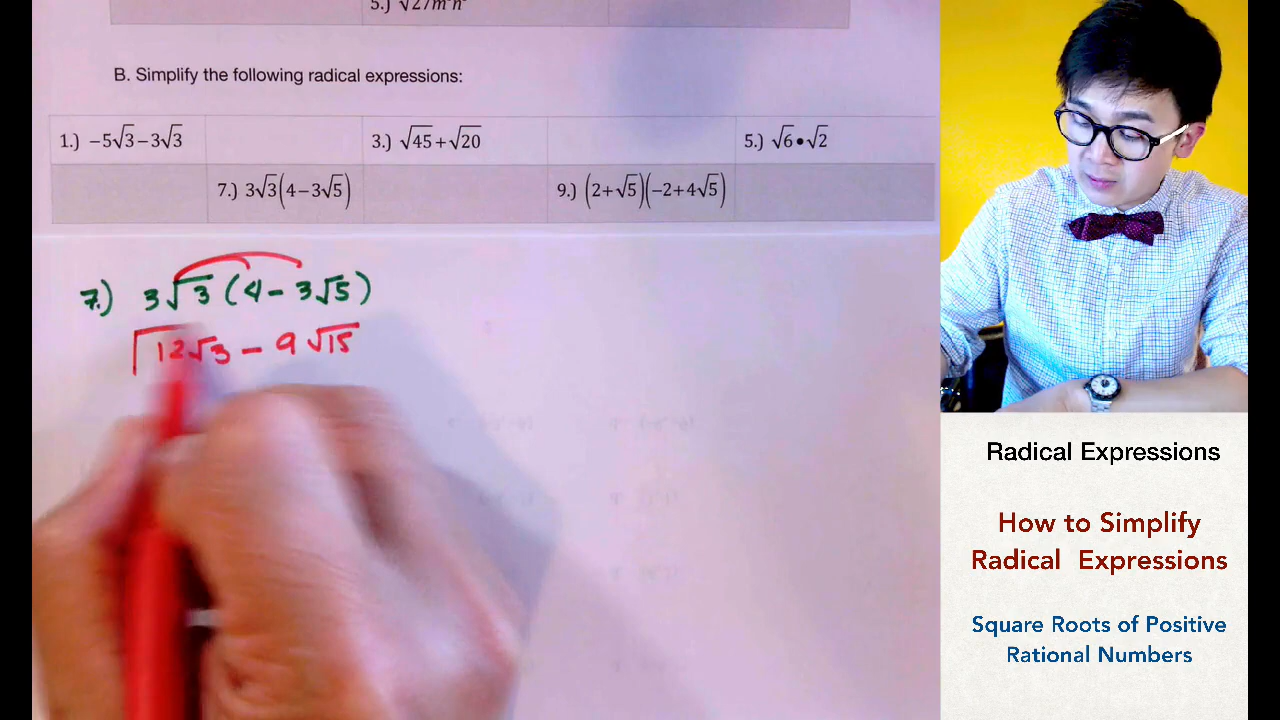 5.) √27m
B. Simplify the following radical expressions:
1.) −5√3−3√3
3.) √45+√20
5.) √6•√2
7.) 3√3(4−3√5)
9.) (2+√5)(−2+4√5)
7.) 3√3 (4 − 3√5)
12√3 − 9√15
Radical Expressions
How to Simplify
Radical Expressions
Square Roots of Positive
Rational Numbers